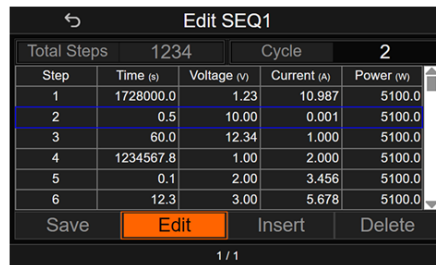 Edit SEQ1
Total Steps 1234 Cycle 2
Step Time (s) Voltage (V) Current (A) Power (W)
1 1728000.0 1.23 10.987 5100.0
2 0.5 10.00 0.001 5100.0
3 60.0 12.34 1.000 5100.0
4 1234567.8 1.00 2.000 5100.0
5 0.1 2.00 3.456 5100.0
6 12.3 3.00 5.678 5100.0
Save Edit Insert Delete
1 / 1